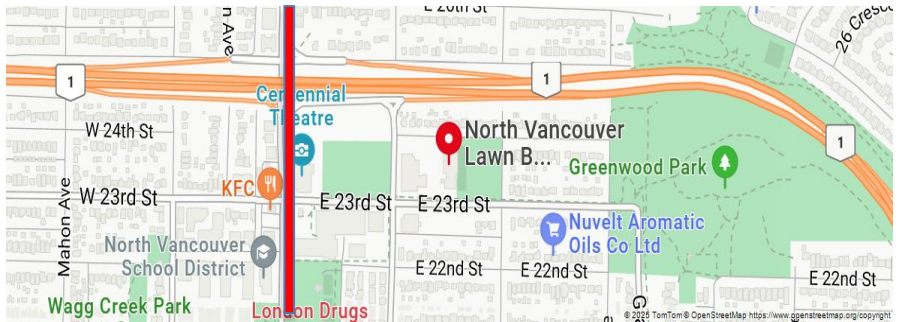 E 26th St
n Ave
26 Cresc
1
1
1
Centennial
Theatre
W 24th St
North Vancouver
Lawn B...
Greenwood Park
KFC
W 23rd St
E 23rd St
E 23rd St
Mahon Ave
Nuvelt Aromatic
Oils Co Ltd
North Vancouver
School District
E 22nd St
E 22nd St
E 22nd St
Wagg Creek Park
London Drugs
© 2025 TomTom © OpenStreetMap https://www.openstreetmap.org/copyright